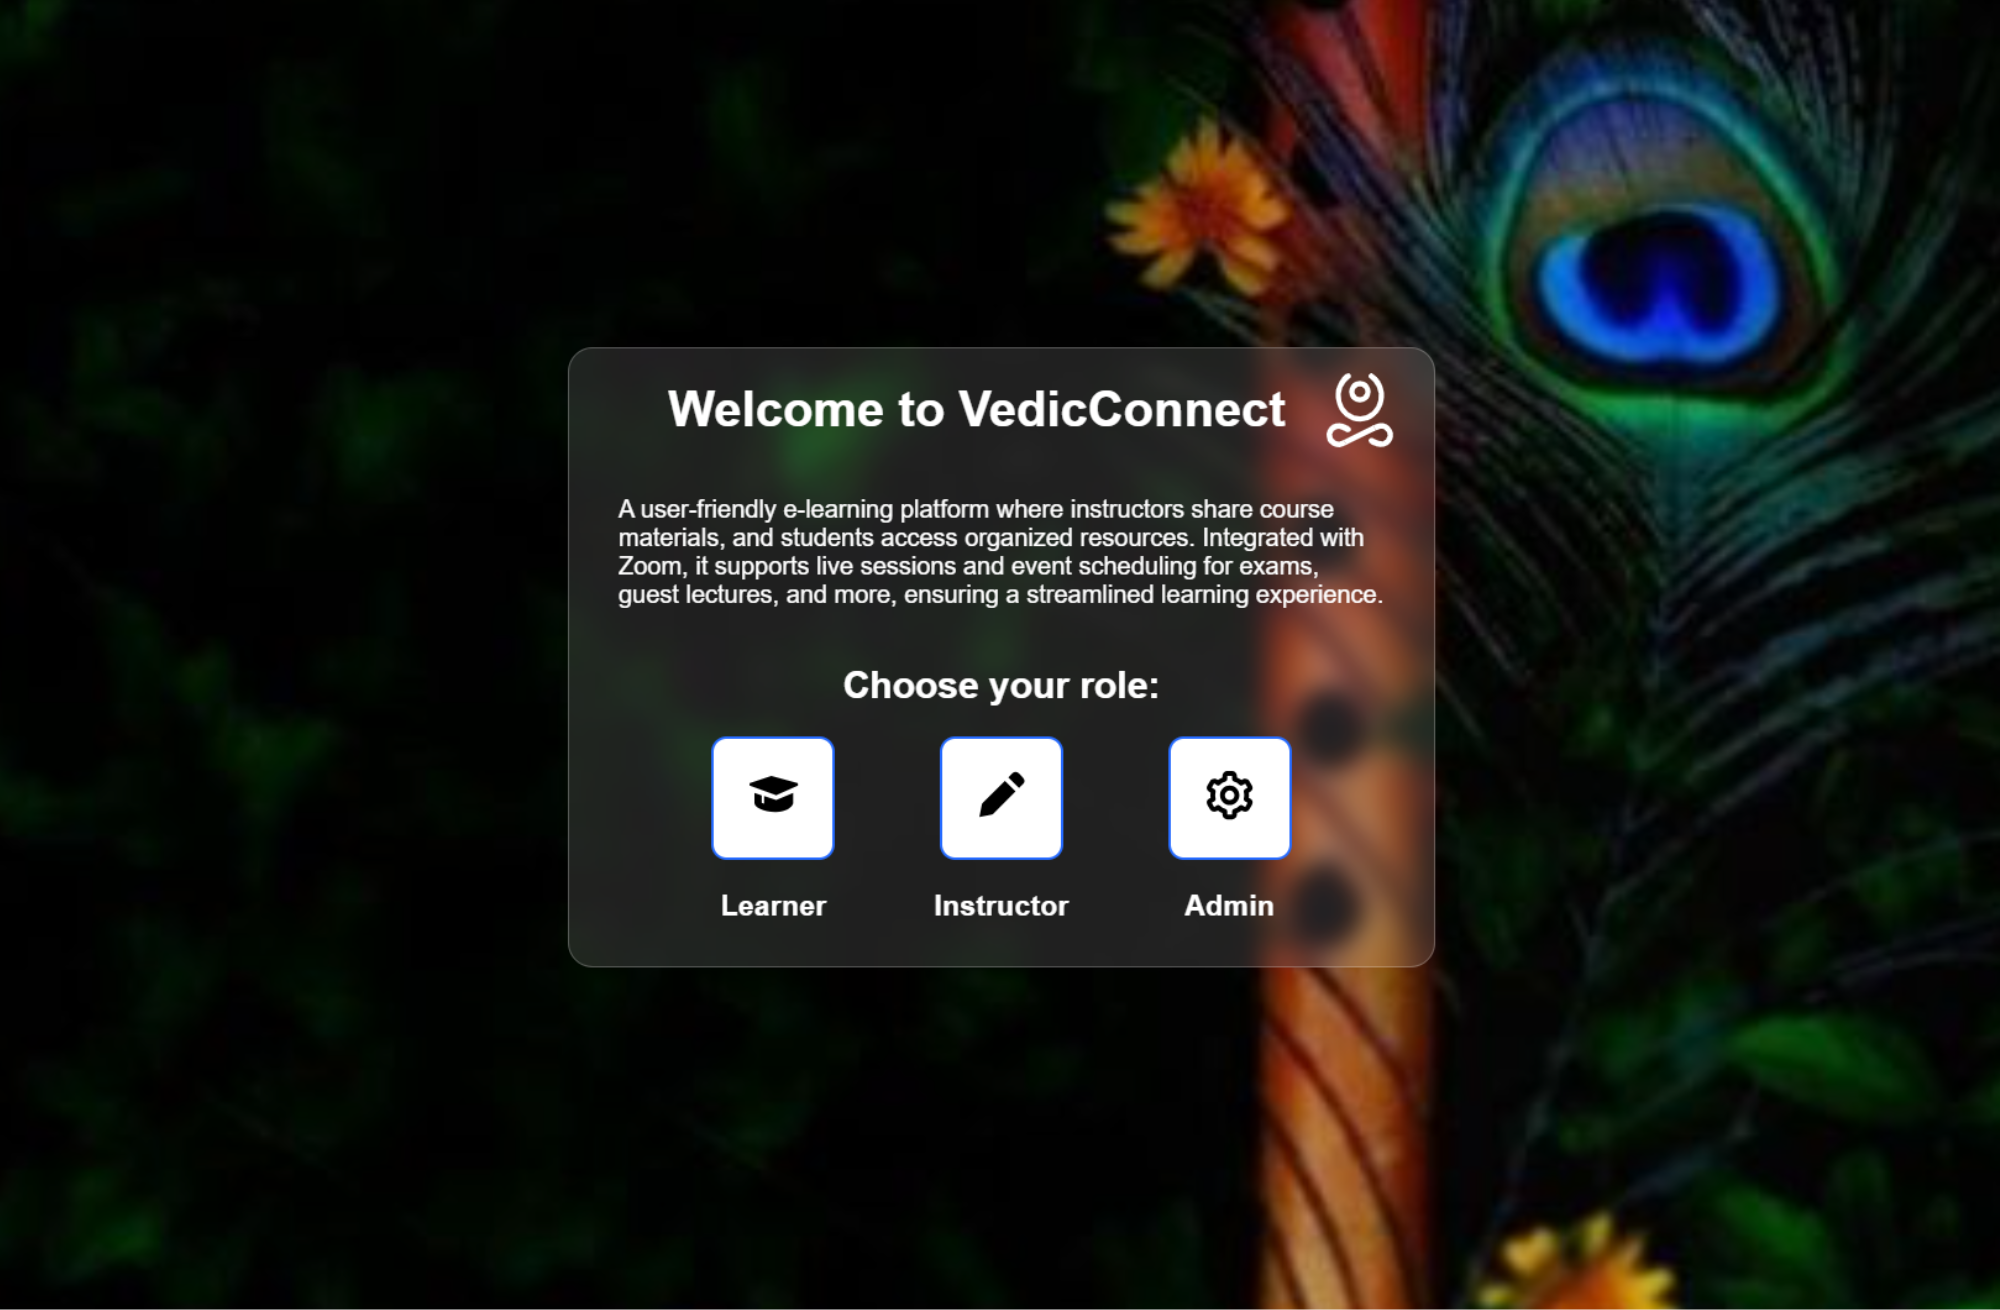 Welcome to VedicConnect
A user-friendly e-learning platform where instructors share course
materials, and students access organized resources. Integrated with
Zoom, it supports live sessions and event scheduling for exams,
guest lectures, and more, ensuring a streamlined learning experience.
Choose your role:
Learner
Instructor
Admin